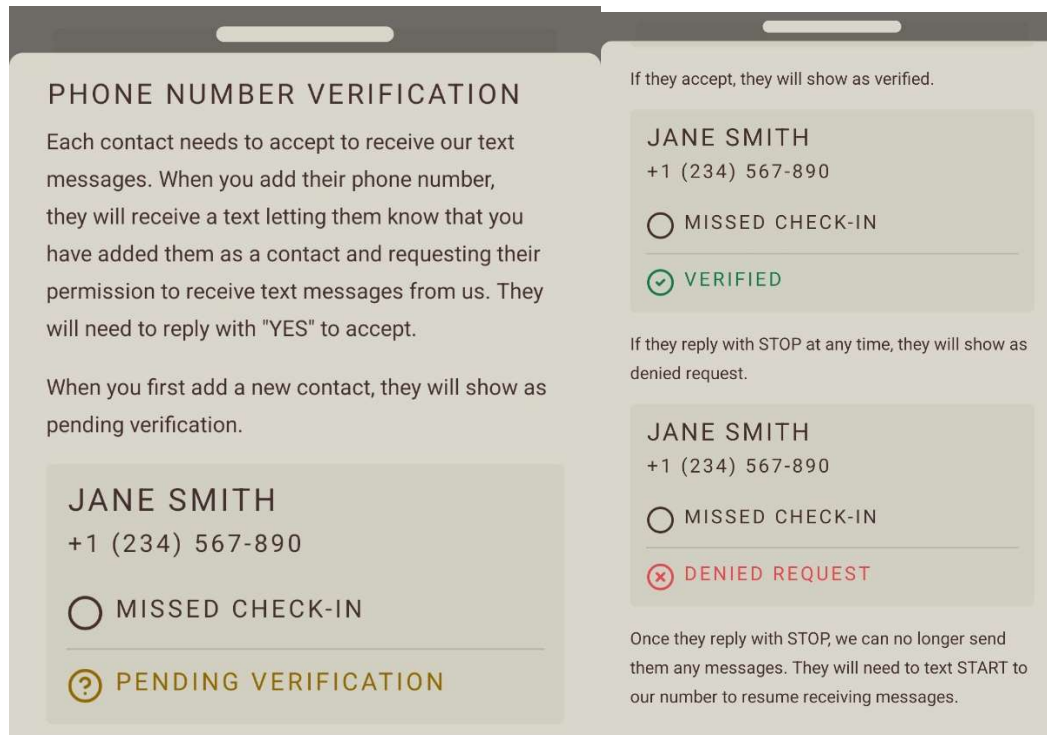 PHONE NUMBER VERIFICATION
Each contact needs to accept to receive our text
messages. When you add their phone number,
they will receive a text letting them know that you
have added them as a contact and requesting their
permission to receive text messages from us. They
will need to reply with "YES" to accept.
When you first add a new contact, they will show as
pending verification.
JANE SMITH
+1 (234) 567-890
MISSED CHECK-IN
PENDING VERIFICATION
If they accept, they will show as verified.
JANE SMITH
+1 (234) 567-890
MISSED CHECK-IN
VERIFIED
If they reply with STOP at any time, they will show as
denied request.
JANE SMITH
+1 (234) 567-890
MISSED CHECK-IN
DENIED REQUEST
Once they reply with STOP, we can no longer send
them any messages. They will need to text START to
our number to resume receiving messages.